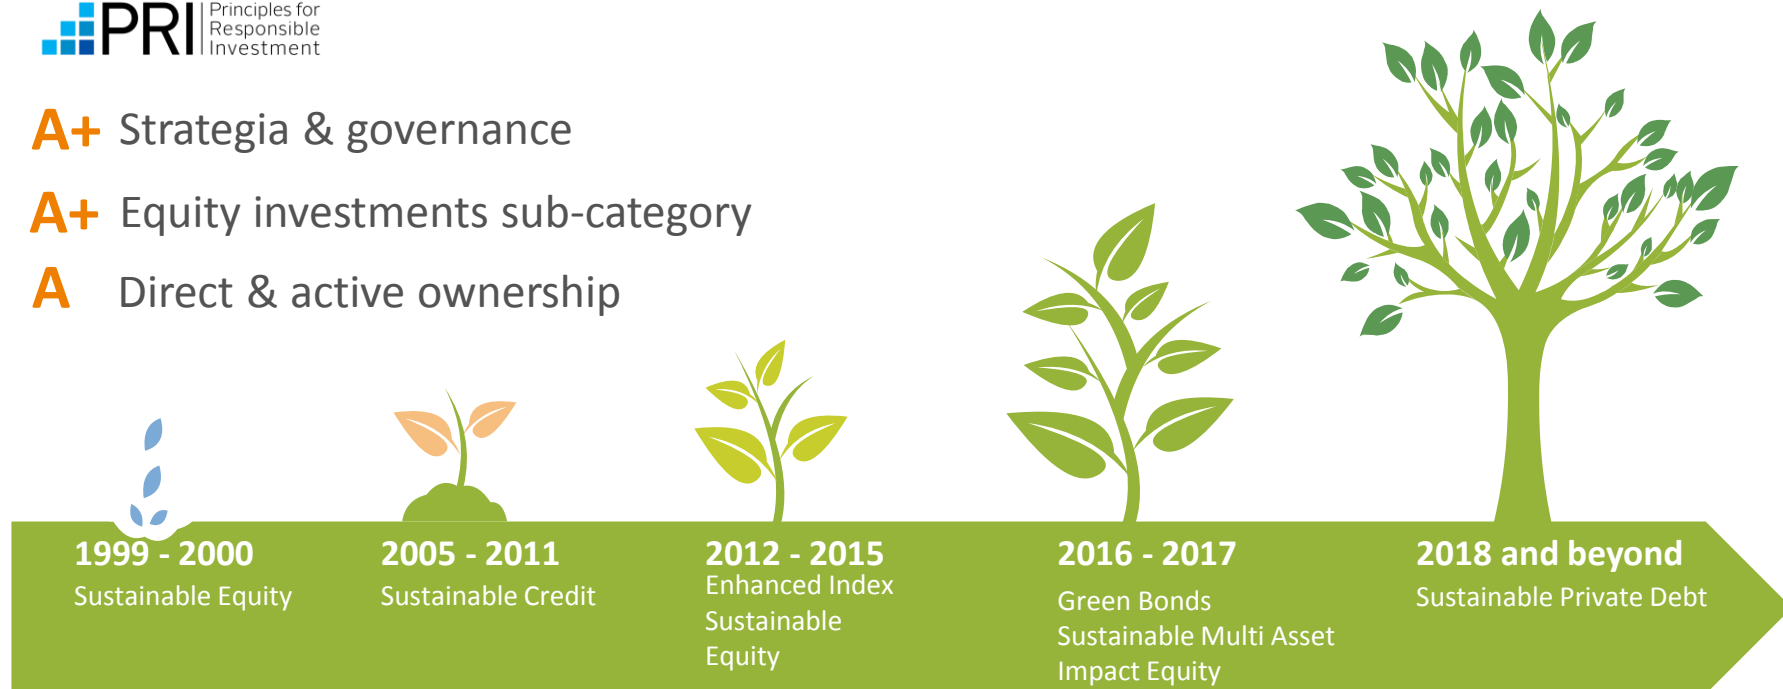 PRI Principles for
Responsible
Investment
A+ Strategia & governance
A+ Equity investments sub-category
A Direct & active ownership
1999 - 2000
Sustainable Equity
2005 - 2011
Sustainable Credit
2012 - 2015
Enhanced Index
Sustainable
Equity
2016 - 2017
Green Bonds
Sustainable Multi Asset
Impact Equity
2018 and beyond
Sustainable Private Debt